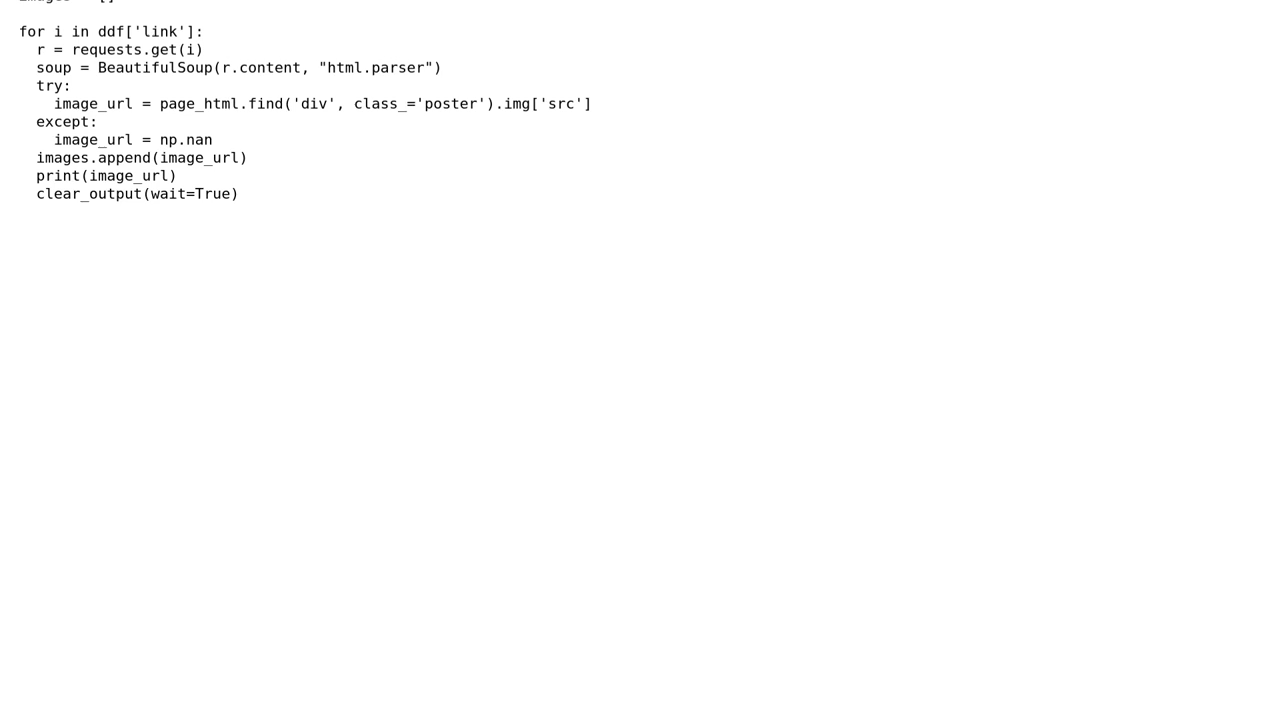 images = []
for i in ddf['link']:
  r = requests.get(i)
  soup = BeautifulSoup(r.content, "html.parser")
  try:
    image_url = page_html.find('div', class_='poster').img['src']
  except:
    image_url = np.nan
  images.append(image_url)
  print(image_url)
  clear_output(wait=True)